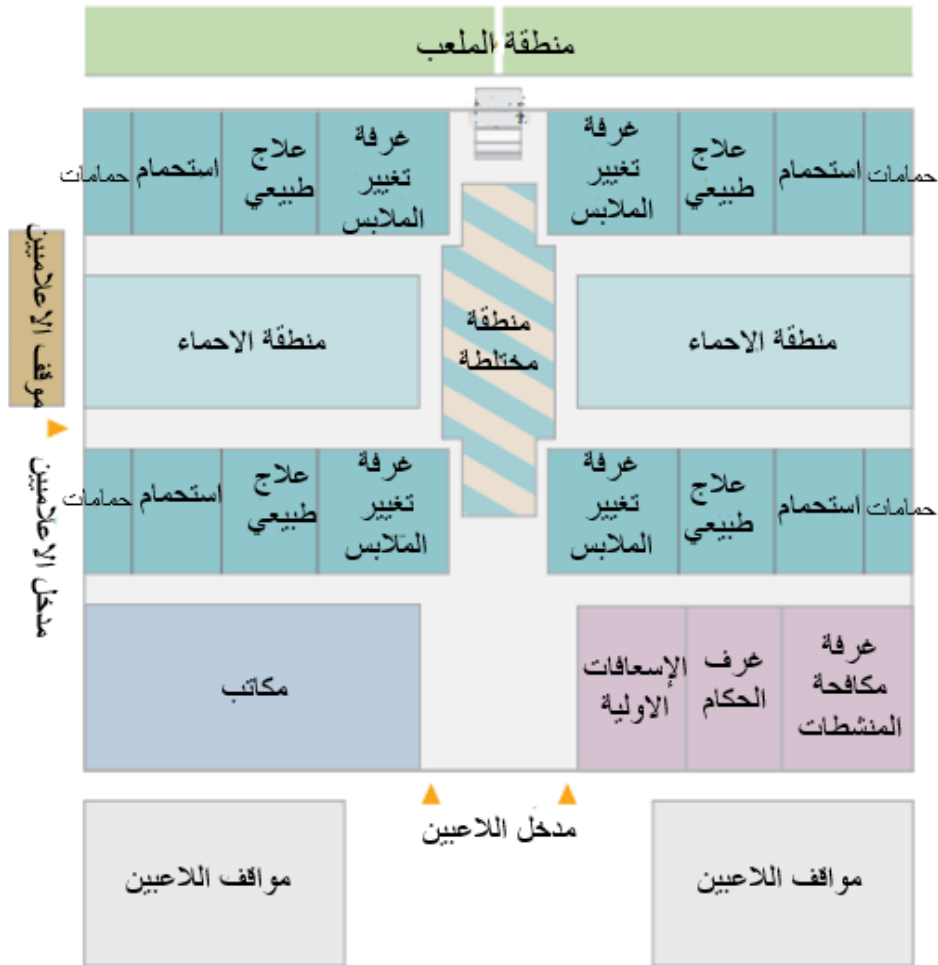 منطقة الملعب
حمامات
استحمام
علاج
طبيعي
غرفة
تغيير
الملابس
غرفة
تغيير
الملابس
علاج
طبيعي
استحمام
حمامات
موقف الاعلاميين
منطقة الاحماء
منطقة
مختلطة
منطقة الاحماء
مدخل الاعلاميين
حمامات
استحمام
علاج
طبيعي
غرفة
تغيير
الملابس
غرفة
تغيير
الملابس
علاج
طبيعي
استحمام
حمامات
غرفة
مكافحة
المنشطات
غرف
الحكام
الإسعافات
الاولية
مكاتب
مدخل اللاعبين
مواقف اللاعبين
مواقف اللاعبين